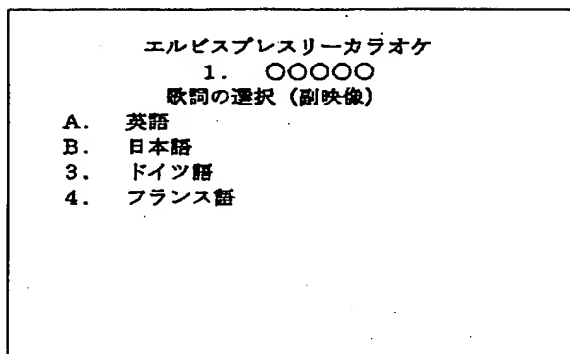 エルビスプレスリーカラオケ
1. ○○○○○
歌詞の選択（副映像）
A. 英語
B. 日本語
3. ドイツ語
4. フランス語